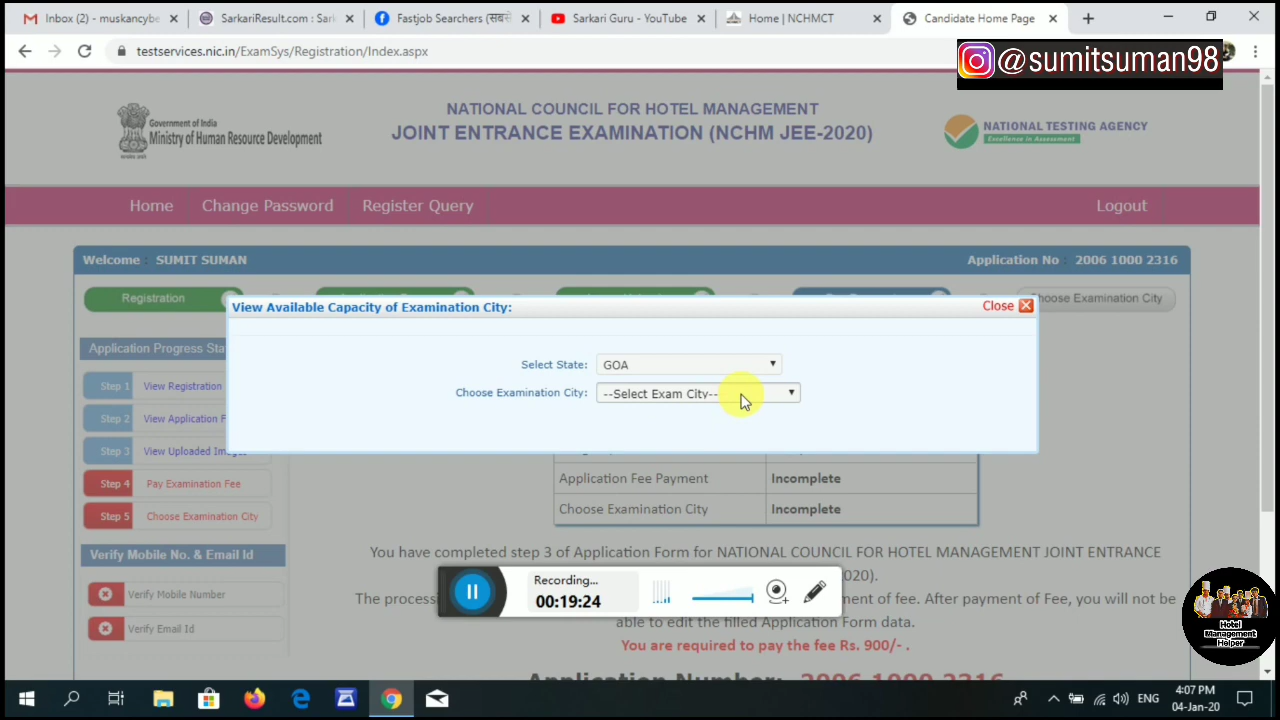 Inbox (2) - muskancybe
SarkariResult.com : Sark
Fastjob Searchers (सबसे
Sarkari Guru - YouTube
Home | NCHMCT
Candidate Home Page
testservices.nic.in/ExamSys/Registration/Index.aspx
@sumitsuman98
Government of India
Ministry of Human Resource Development
NATIONAL COUNCIL FOR HOTEL MANAGEMENT
JOINT ENTRANCE EXAMINATION (NCHM JEE-2020)
NATIONAL TESTING AGENCY
Excellence in Assessment
Home Change Password Register Query Logout
Welcome : SUMIT SUMAN Application No : 2006 1000 2316
Registration
Choose Examination City
View Available Capacity of Examination City: Close
Select State: GOA
Choose Examination City: --Select Exam City--
Application Progress Sta
Step 1 View Registration
Step 2 View Application F
Step 3 View Uploaded Images
Step 4 Pay Examination Fee
Step 5 Choose Examination City
Verify Mobile No. & Email Id
Verify Mobile Number
Verify Email Id
Application Fee Payment Incomplete
Choose Examination City Incomplete
You have completed step 3 of Application Form for NATIONAL COUNCIL FOR HOTEL MANAGEMENT JOINT ENTRANCE
2020).
The process ment of fee. After payment of Fee, you will not be
able to edit the filled Application Form data.
You are required to pay the fee Rs. 900/- .
Application Number: 2006 1000 2316
Recording...
00:19:24
Hotel
Management
Helper
ENG
4:07 PM
04-Jan-20